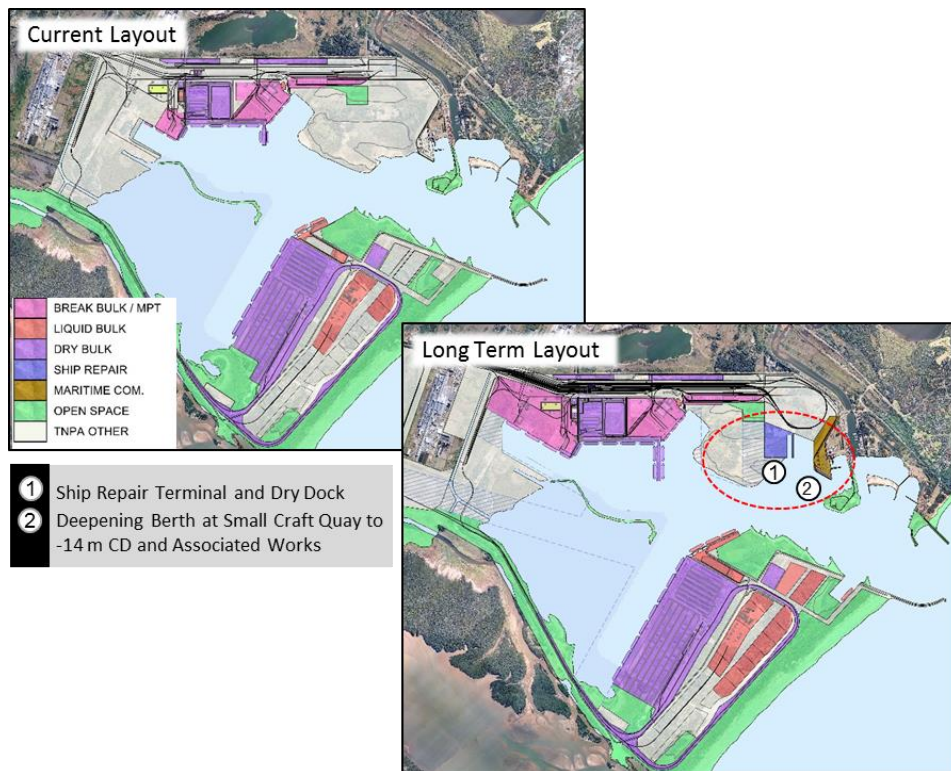 Current Layout
BREAK BULK / MPT
LIQUID BULK
DRY BULK
SHIP REPAIR
MARITIME COM.
OPEN SPACE
TNPA OTHER
Long Term Layout
1
2
1 Ship Repair Terminal and Dry Dock
2 Deepening Berth at Small Craft Quay to
-14 m CD and Associated Works